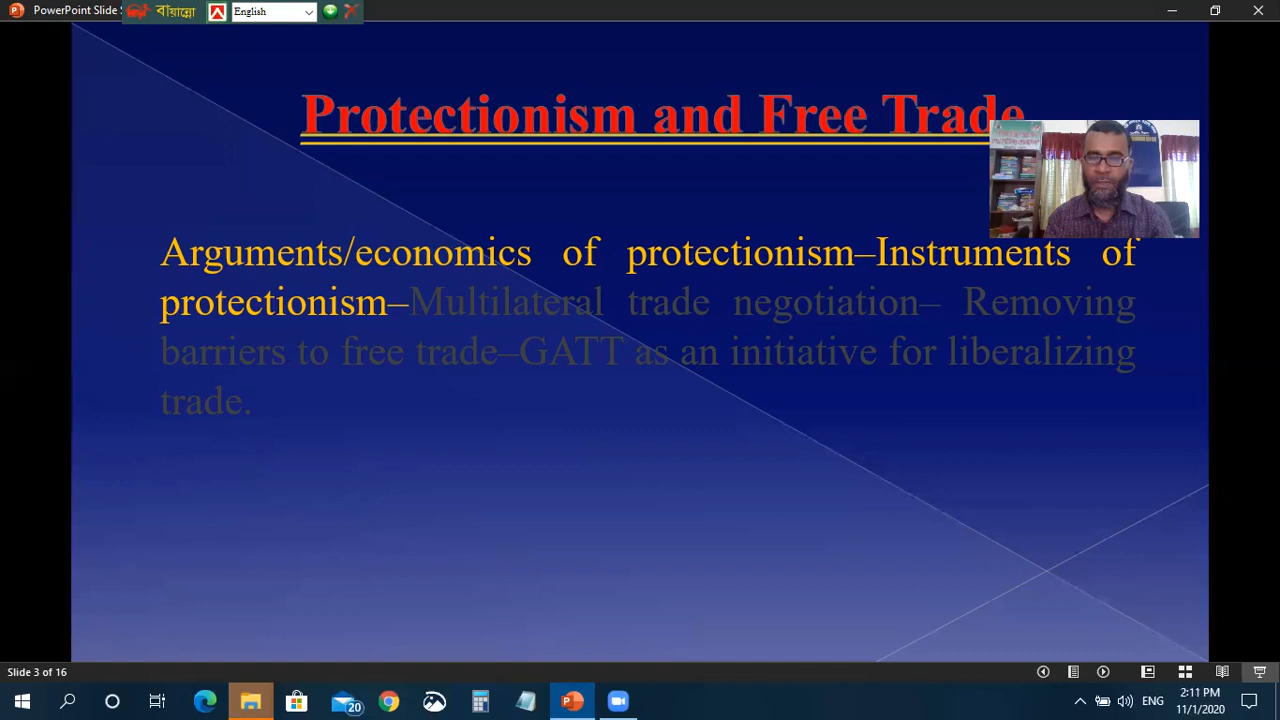 PowerPoint Slide S
বায়ান্নো
English
Protectionism and Free Trade
Arguments/economics of protectionism–Instruments of
protectionism–Multilateral trade negotiation– Removing
barriers to free trade–GATT as an initiative for liberalizing
trade.
Slide 3 of 16
20
ENG
2:11 PM
11/1/2020